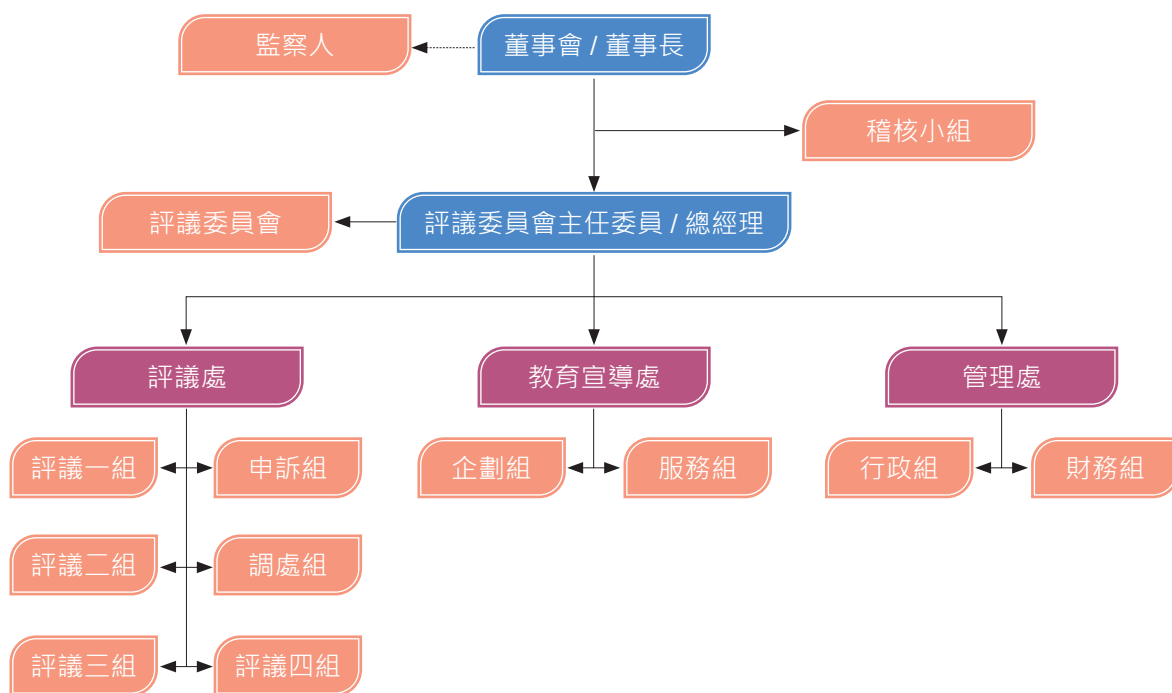 監察人
董事會 / 董事長
稽核小組
評議委員會
評議委員會主任委員 / 總經理
評議處
教育宣導處
管理處
評議一組
申訴組
企劃組
服務組
行政組
財務組
評議二組
調處組
評議三組
評議四組